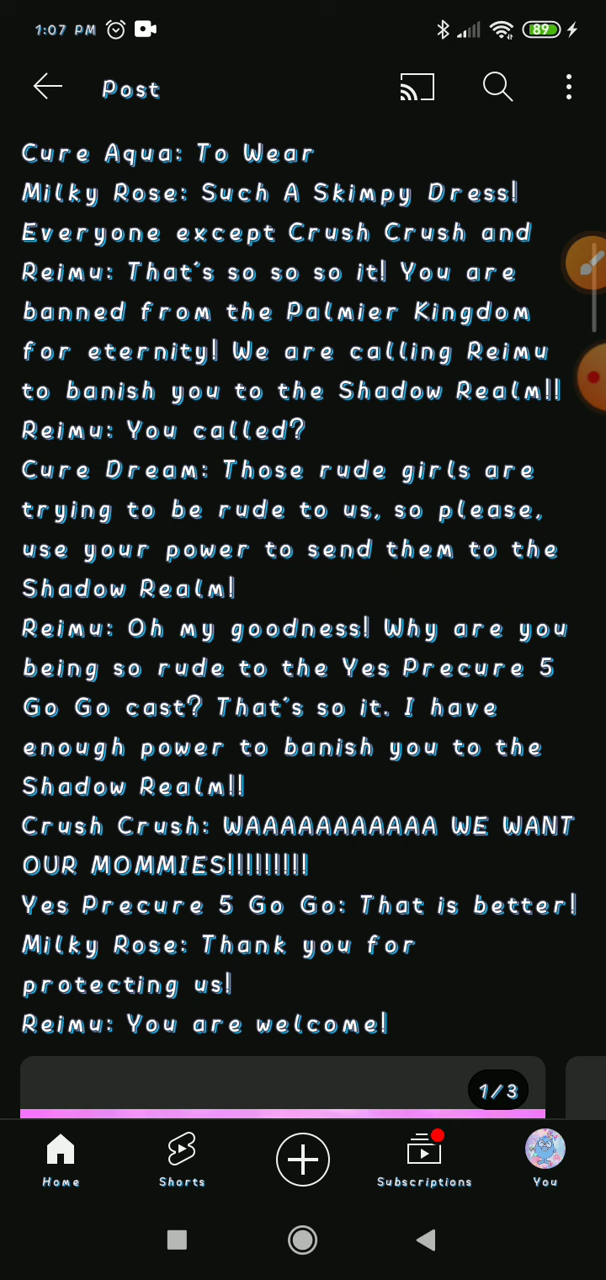 1:07 PM
89
Post
Cure Aqua: To Wear
Milky Rose: Such A Skimpy Dress!
Everyone except Crush Crush and
Reimu: That's so so so it! You are
banned from the Palmier Kingdom
for eternity! We are calling Reimu
to banish you to the Shadow Realm!!
Reimu: You called?
Cure Dream: Those rude girls are
trying to be rude to us, so please,
use your power to send them to the
Shadow Realm!
Reimu: Oh my goodness! Why are you
being so rude to the Yes Precure 5
Go Go cast? That's so it. I have
enough power to banish you to the
Shadow Realm!!
Crush Crush: WAAAAAAAAAAA WE WANT
OUR MOMMIES!!!!!!!!!
Yes Precure 5 Go Go: That is better!
Milky Rose: Thank you for
protecting us!
Reimu: You are welcome!
1/3
Home
Shorts
Subscriptions
You